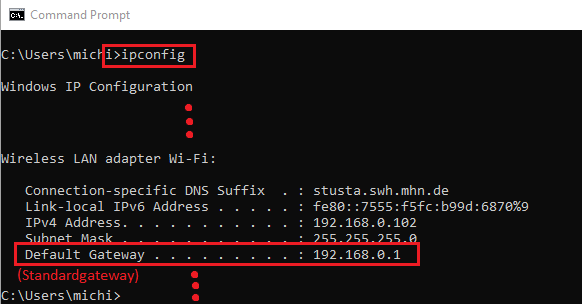 Command Prompt
C:\Users\michi>ipconfig
Windows IP Configuration
Wireless LAN adapter Wi-Fi:
Connection-specific DNS Suffix . : stusta.swh.mhn.de
Link-local IPv6 Address . . . . . : fe80::7555:f5fc:b99d:6870%9
IPv4 Address. . . . . . . . . . . : 192.168.0.102
Subnet Mask . . . . . . . . . . . : 255.255.255.0
Default Gateway . . . . . . . . . : 192.168.0.1
(Standardgateway)
C:\Users\michi>